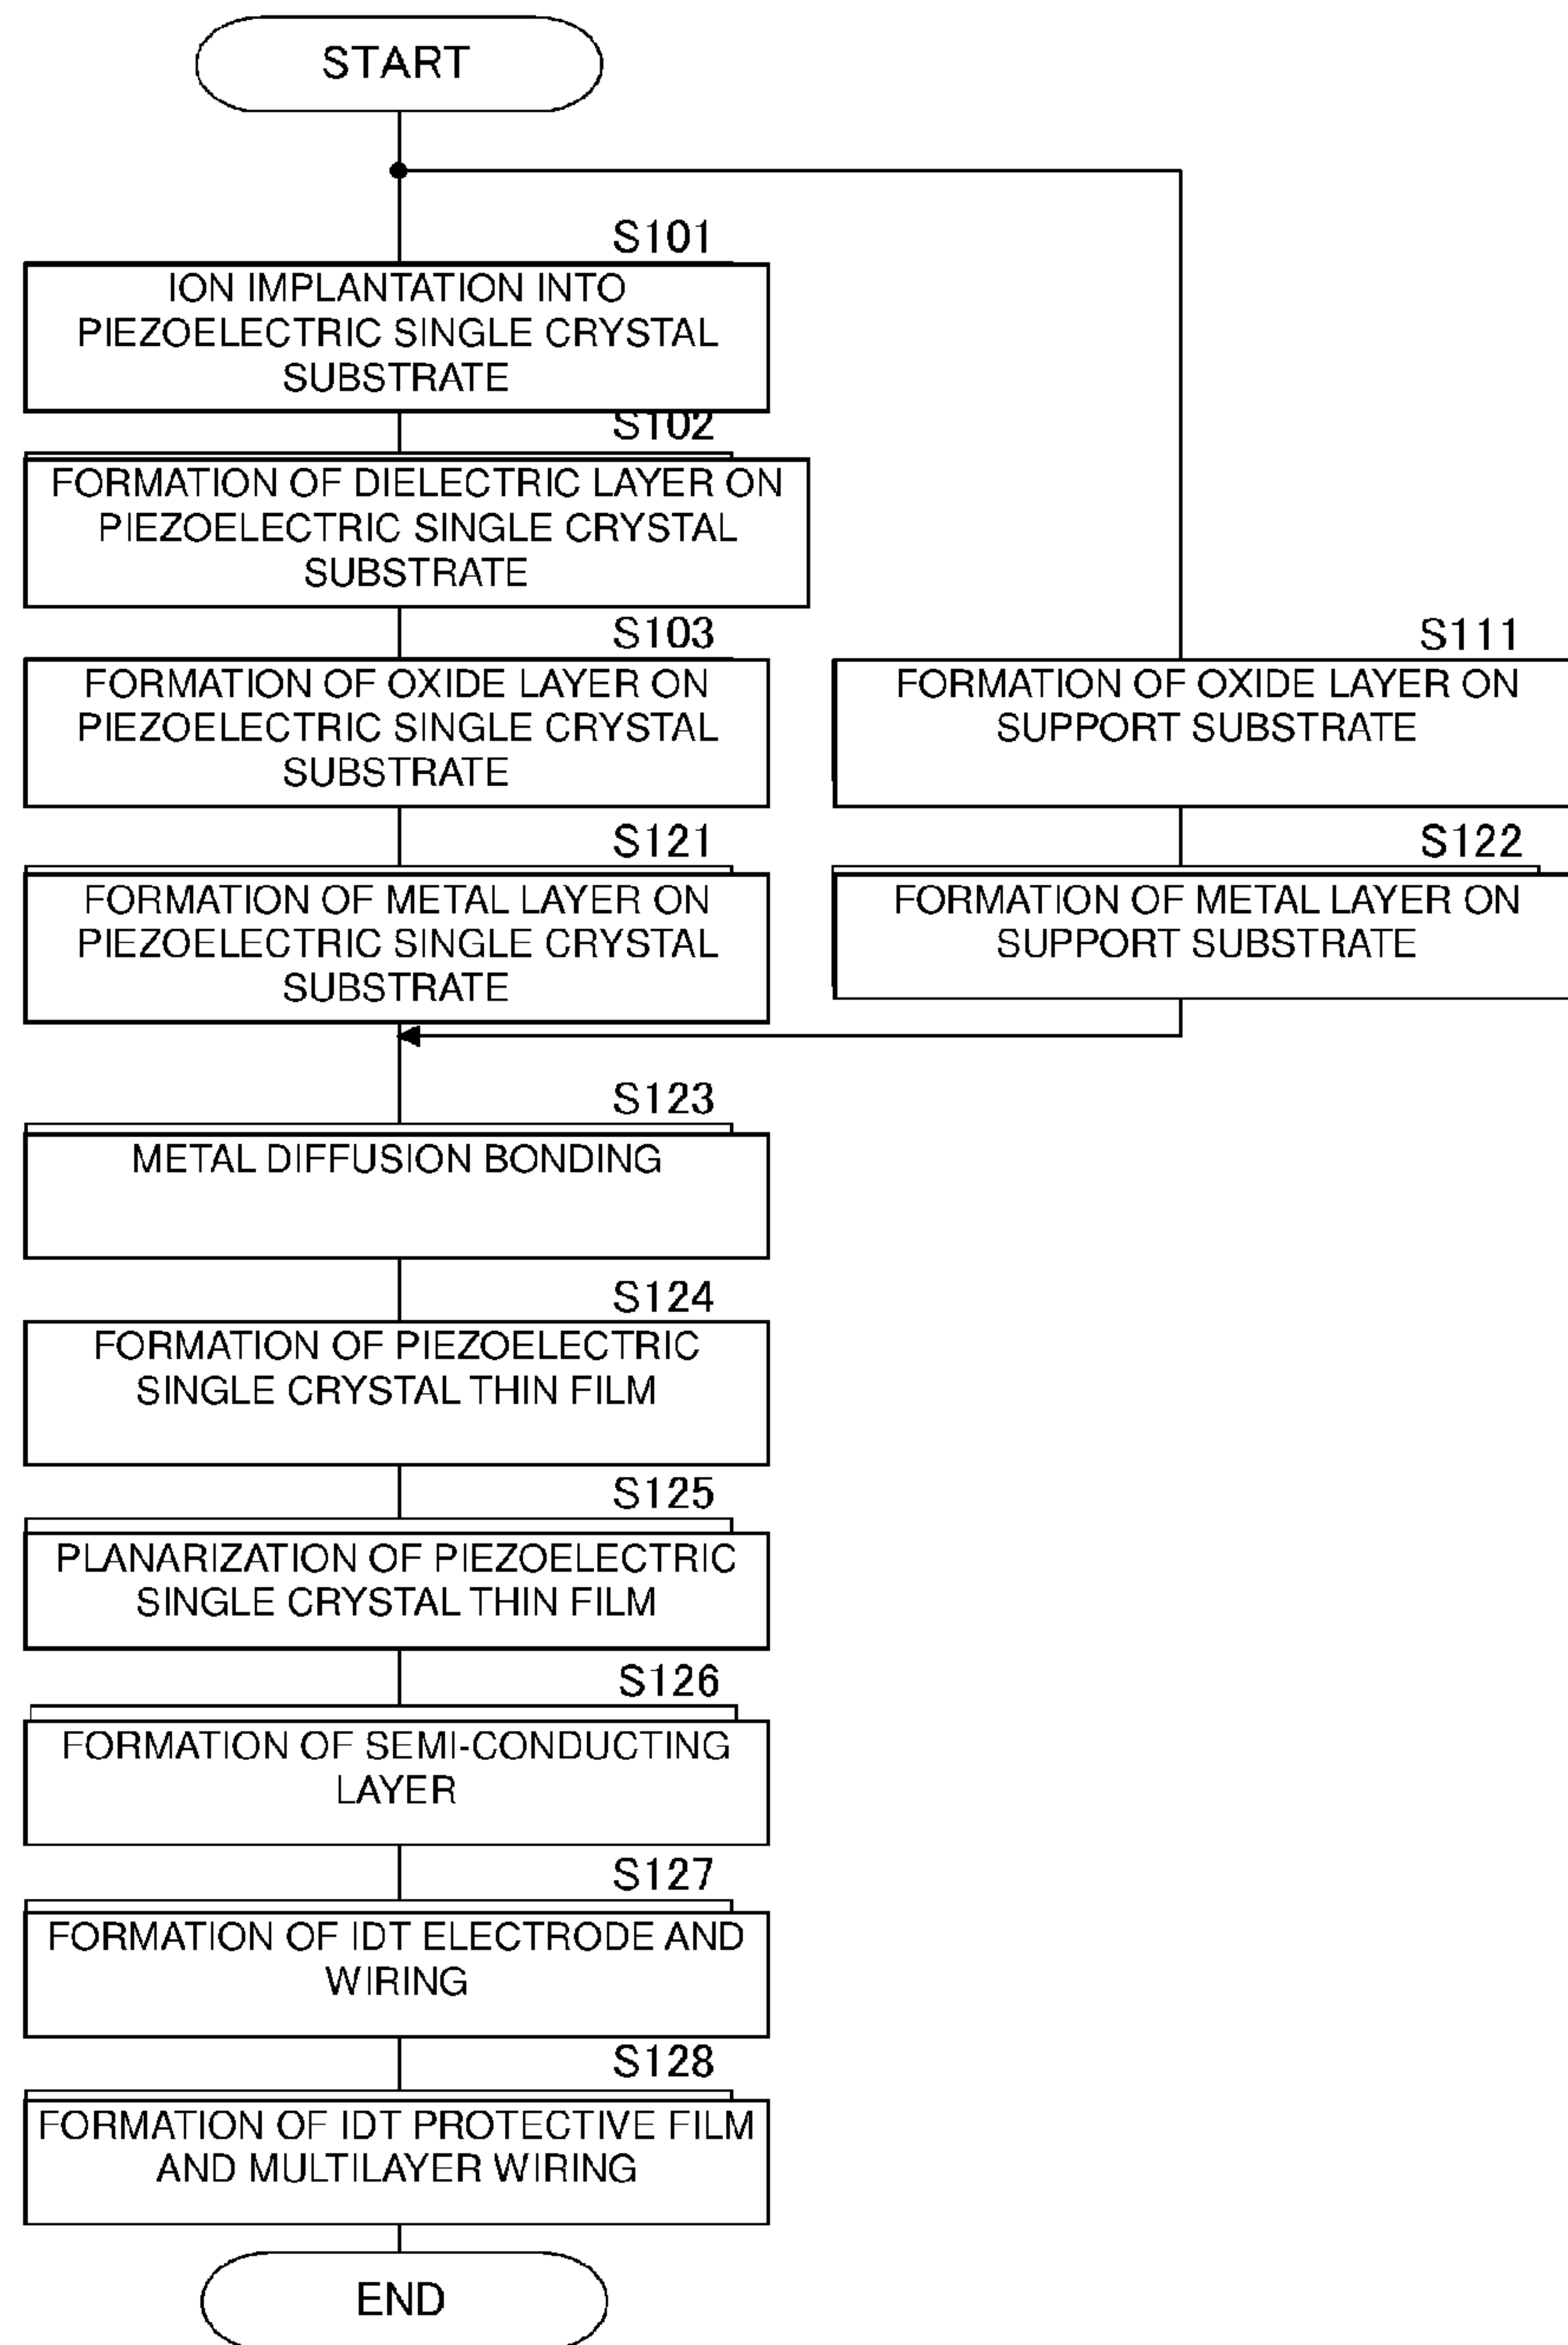 START
S101
ION IMPLANTATION INTO
PIEZOELECTRIC SINGLE CRYSTAL
SUBSTRATE
S102
FORMATION OF DIELECTRIC LAYER ON
PIEZOELECTRIC SINGLE CRYSTAL
SUBSTRATE
S103
FORMATION OF OXIDE LAYER ON
PIEZOELECTRIC SINGLE CRYSTAL
SUBSTRATE
S111
FORMATION OF OXIDE LAYER ON
SUPPORT SUBSTRATE
S121
FORMATION OF METAL LAYER ON
PIEZOELECTRIC SINGLE CRYSTAL
SUBSTRATE
S122
FORMATION OF METAL LAYER ON
SUPPORT SUBSTRATE
S123
METAL DIFFUSION BONDING
S124
FORMATION OF PIEZOELECTRIC
SINGLE CRYSTAL THIN FILM
S125
PLANARIZATION OF PIEZOELECTRIC
SINGLE CRYSTAL THIN FILM
S126
FORMATION OF SEMI-CONDUCTING
LAYER
S127
FORMATION OF IDT ELECTRODE AND
WIRING
S128
FORMATION OF IDT PROTECTIVE FILM
AND MULTILAYER WIRING
END